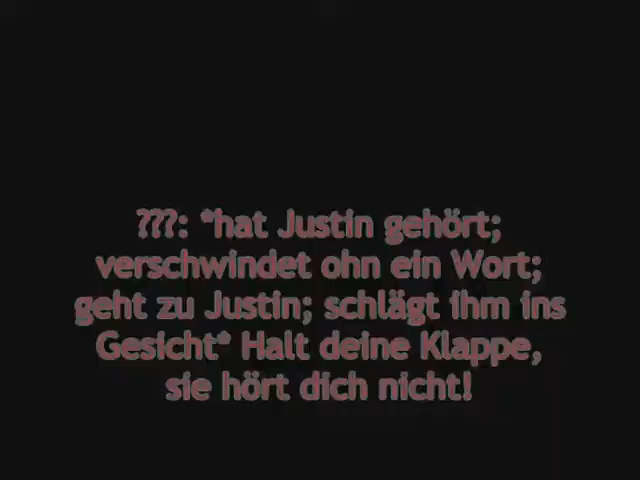 ???: *hat Justin gehört;
verschwindet ohn ein Wort;
geht zu Justin; schlägt ihm ins
Gesicht* Halt deine Klappe,
sie hört dich nicht!